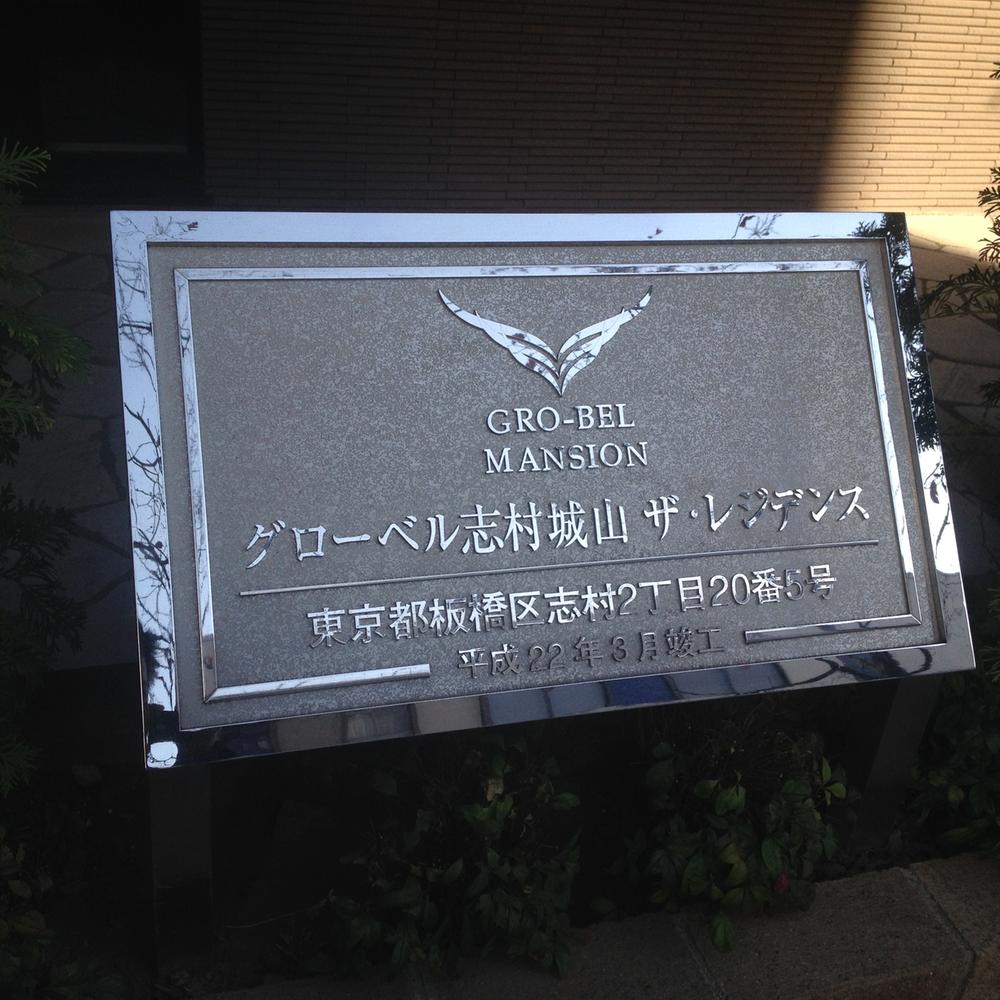 GRO-BEL
MANSION
グローベル志村城山 ザ・レジデンス
東京都板橋区志村2丁目20番5号
平成22年3月竣工